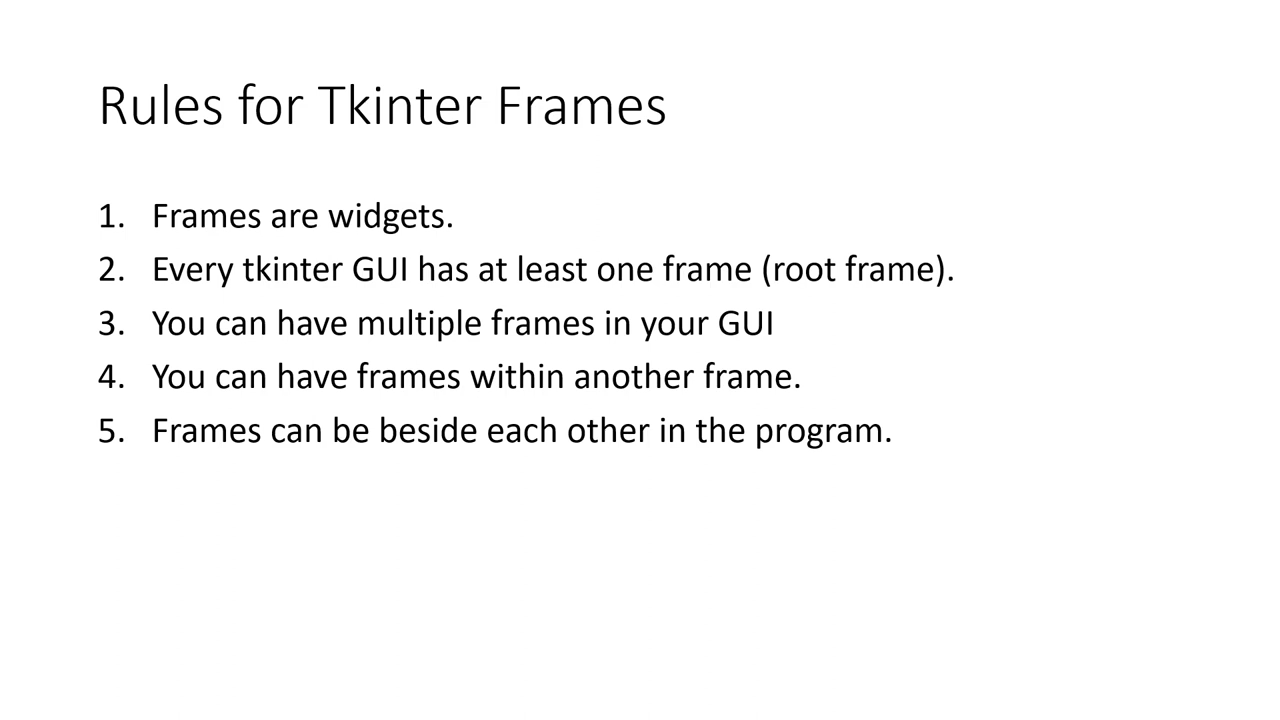 Rules for Tkinter Frames
1. Frames are widgets.
2. Every tkinter GUI has at least one frame (root frame).
3. You can have multiple frames in your GUI
4. You can have frames within another frame.
5. Frames can be beside each other in the program.